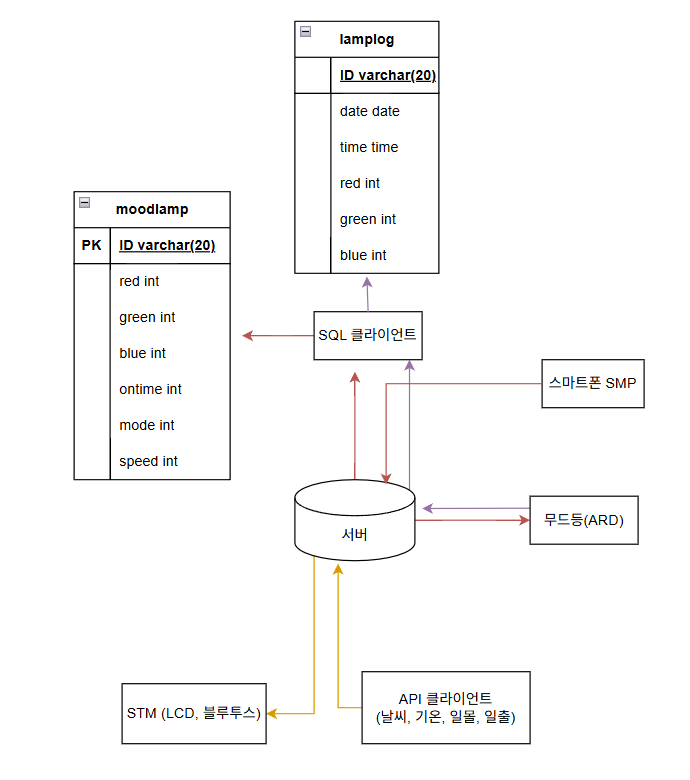 lamplog
ID varchar(20)
date date
time time
red int
green int
blue int
moodlamp
PK ID varchar(20)
red int
green int
blue int
ontime int
mode int
speed int
SQL 클라이언트
스마트폰 SMP
서버
무드등(ARD)
STM (LCD, 블루투스)
API 클라이언트
(날씨, 기온, 일몰, 일출)